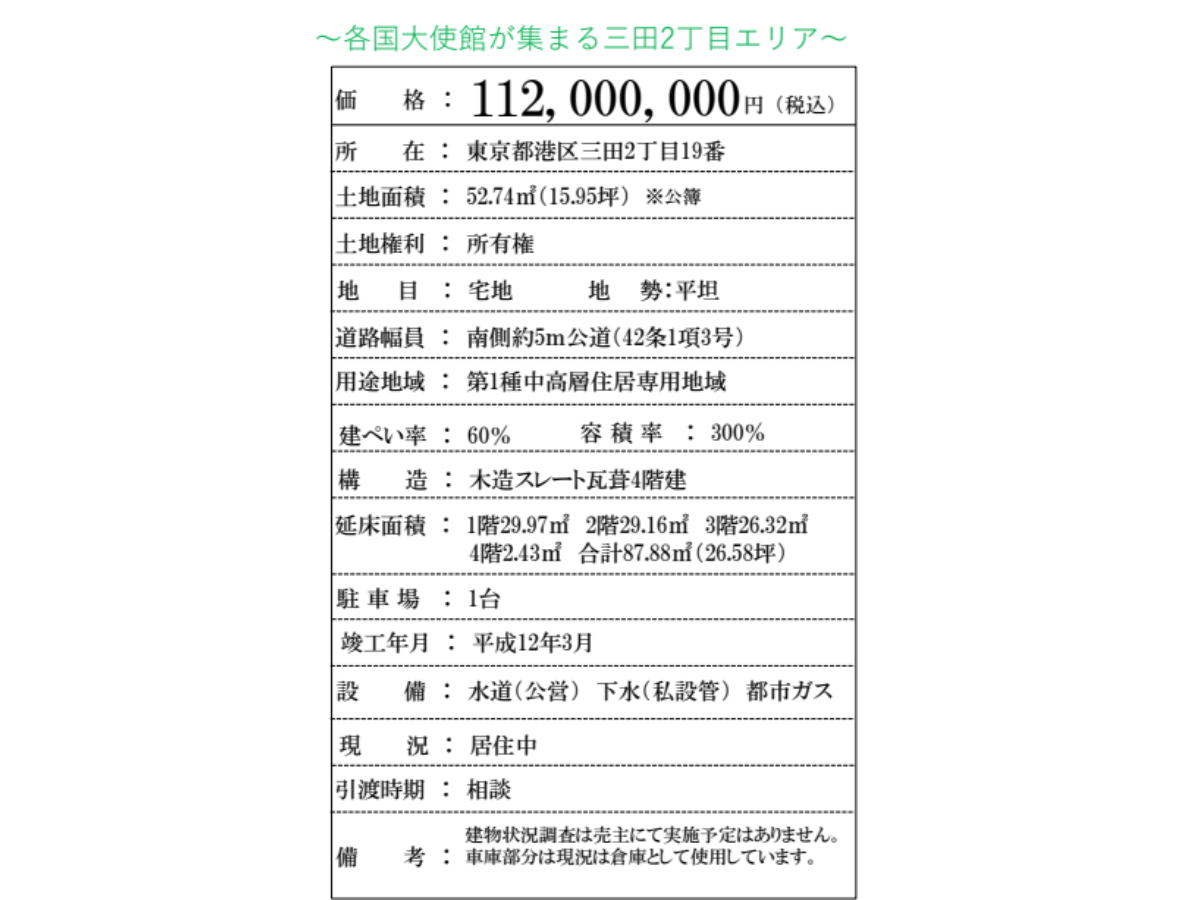 ～各国大使館が集まる三田2丁目エリア～
価　格：112,000,000円（税込）
所　在：東京都港区三田2丁目19番
土地面積：52.74㎡（15.95坪）※公簿
土地権利：所有権
地　目：宅地　地　勢：平坦
道路幅員：南側約5m公道（42条1項3号）
用途地域：第1種中高層住居専用地域
建ぺい率：60%　容積率：300%
構　造：木造スレート瓦葺4階建
延床面積：1階29.97㎡ 2階29.16㎡ 3階26.32㎡
4階2.43㎡ 合計87.88㎡（26.58坪）
駐車場：1台
竣工年月：平成12年3月
設　備：水道（公営） 下水（私設管） 都市ガス
現　況：居住中
引渡時期：相談
備　考：建物状況調査は売主にて実施予定はありません。
車庫部分は現況は倉庫として使用しています。